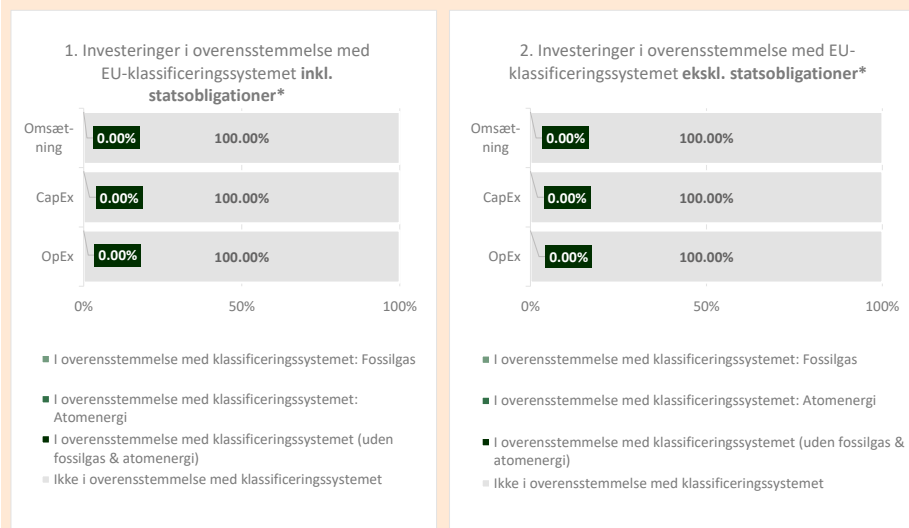 1. Investeringer i overensstemmelse med
EU-klassificeringssystemet inkl.
statsobligationer*
Omsæt-
ning
0.00%
100.00%
CapEx
0.00%
100.00%
OpEx
0.00%
100.00%
0%
50%
100%
I overensstemmelse med klassificeringssystemet: Fossilgas
I overensstemmelse med klassificeringssystemet:
Atomenergi
I overensstemmelse med klassificeringssystemet (uden
fossilgas & atomenergi)
Ikke i overensstemmelse med klassificeringssystemet
2. Investeringer i overensstemmelse med EU-
klassificeringssystemet ekskl. statsobligationer*
Omsæt-
ning
0.00%
100.00%
CapEx
0.00%
100.00%
OpEx
0.00%
100.00%
0%
50%
100%
I overensstemmelse med klassificeringssystemet: Fossilgas
I overensstemmelse med klassificeringssystemet: Atomenergi
I overensstemmelse med klassificeringssystemet (uden fossilgas &
atomenergi)
Ikke i overensstemmelse med klassificeringssystemet